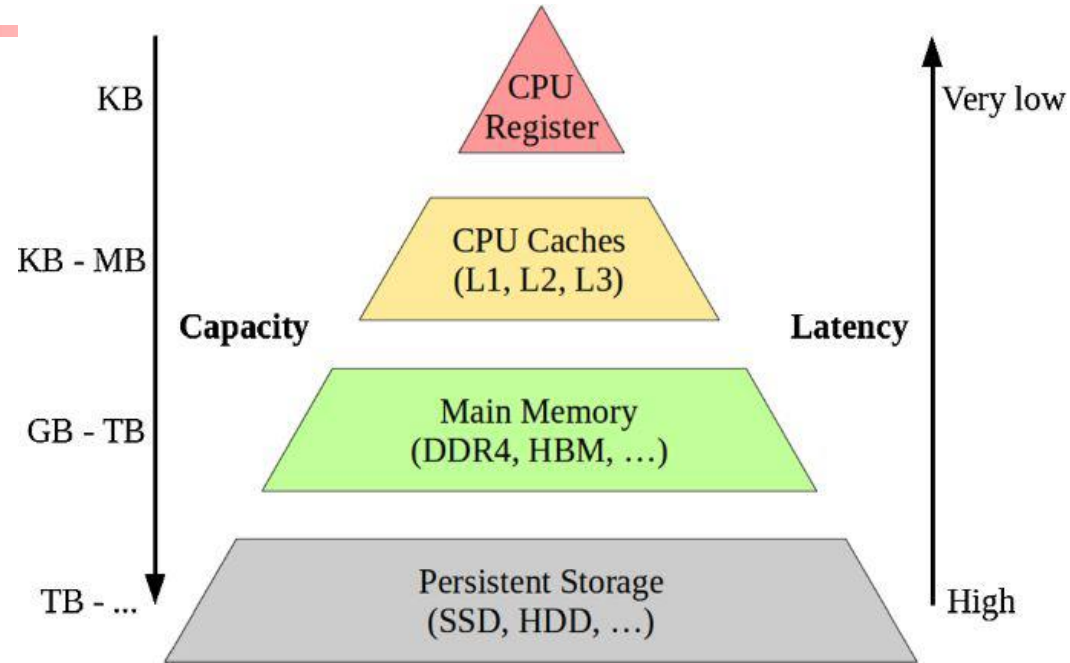 KB
CPU
Register
Very low
KB - MB
CPU Caches
(L1, L2, L3)
Capacity
Latency
GB - TB
Main Memory
(DDR4, HBM, …)
TB - ...
Persistent Storage
(SSD, HDD, …)
High